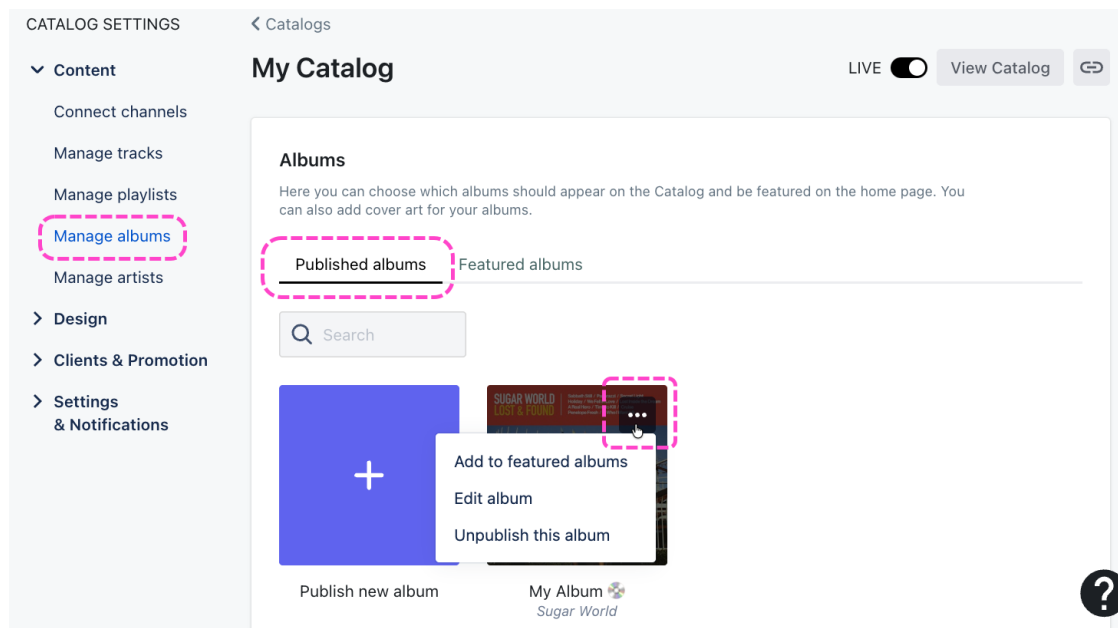 CATALOG SETTINGS
Content
Connect channels
Manage tracks
Manage playlists
Manage albums
Manage artists
Design
Clients & Promotion
Settings
& Notifications
Catalogs
My Catalog
LIVE
View Catalog
Albums
Here you can choose which albums should appear on the Catalog and be featured on the home page. You
can also add cover art for your albums.
Published albums
Featured albums
Search
SUGAR WORLD
LOST & FOUND
Add to featured albums
Edit album
Unpublish this album
Publish new album
My Album
Sugar World
?